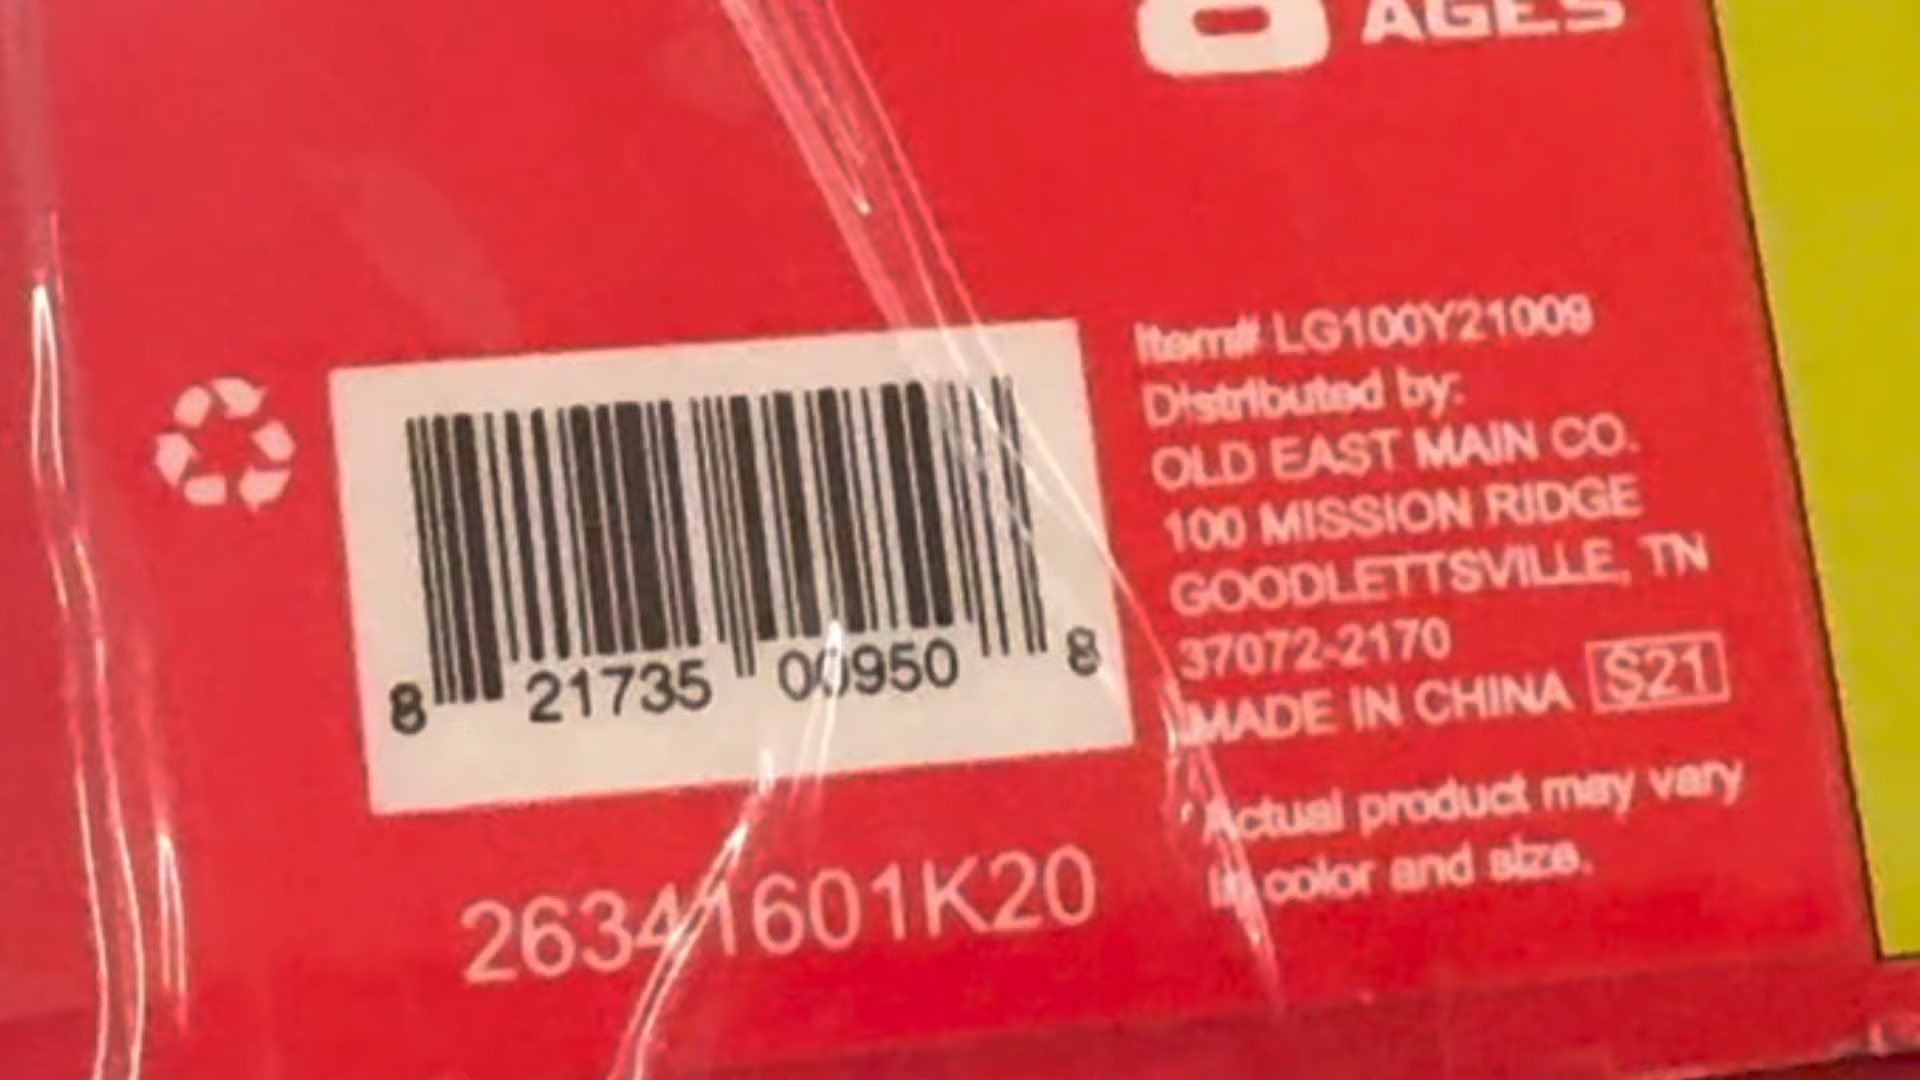 AGES
Item# LG100Y21009
Distributed by:
OLD EAST MAIN CO.
100 MISSION RIDGE
GOODLETTSVILLE, TN
37072-2170
MADE IN CHINA S21
Actual product may vary
in color and size.
8 21735 00950 8
26341601K20